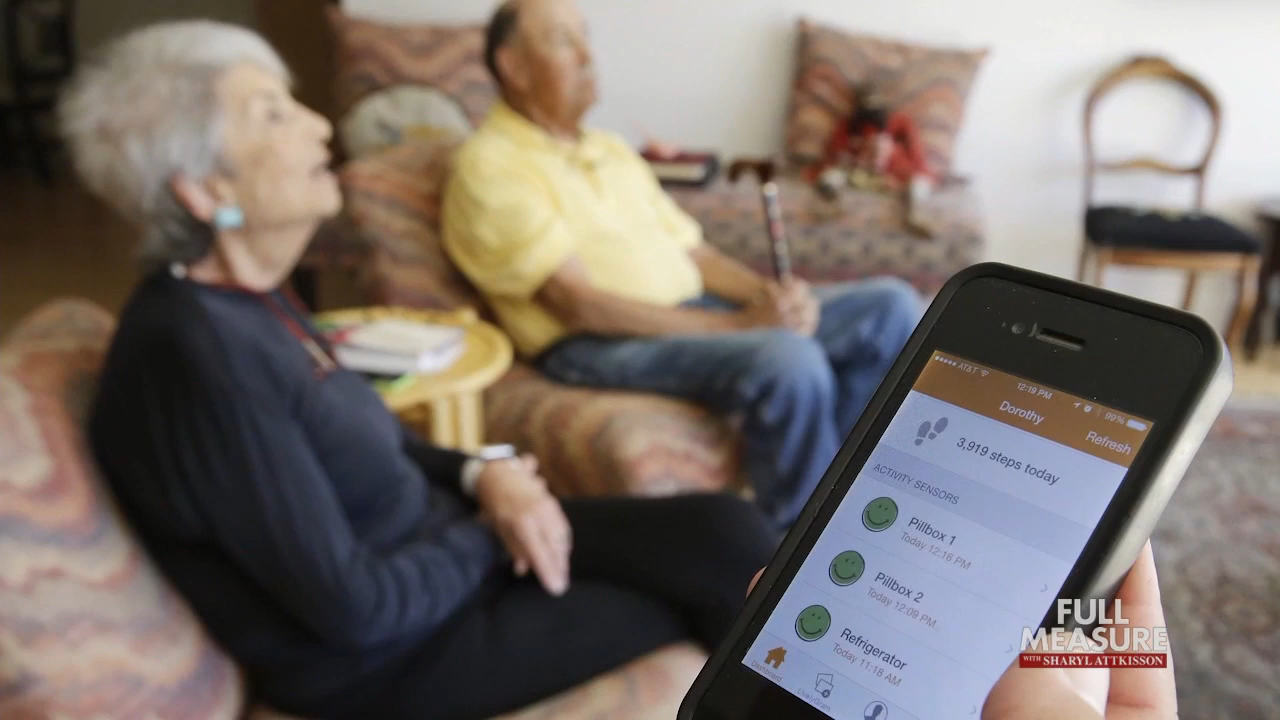 AT&T
12:19 PM
99%
Dorothy
Refresh
3,919 steps today
ACTIVITY SENSORS
Pillbox 1
Today 12:16 PM
Pillbox 2
Today 12:09 PM
Refrigerator
Today 11:18 AM
Dashboard
FULL
MEASURE
WITH SHARYL ATTKISSON